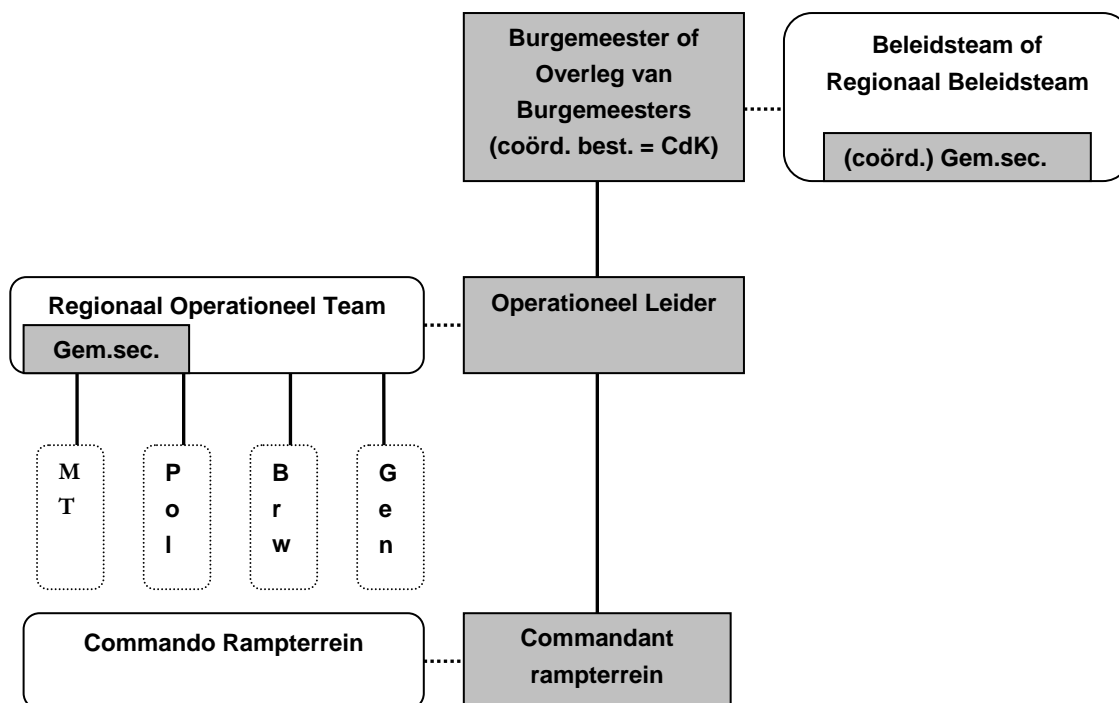 Burgemeester of
Overleg van
Burgemeesters
(coörd. best. = CdK)
Beleidsteam of
Regionaal Beleidsteam
(coörd.) Gem.sec.
Regionaal Operationeel Team
Gem.sec.
Operationeel Leider
M
T
P
o
l
B
r
w
G
e
n
Commando Rampterrein
Commandant
rampterrein